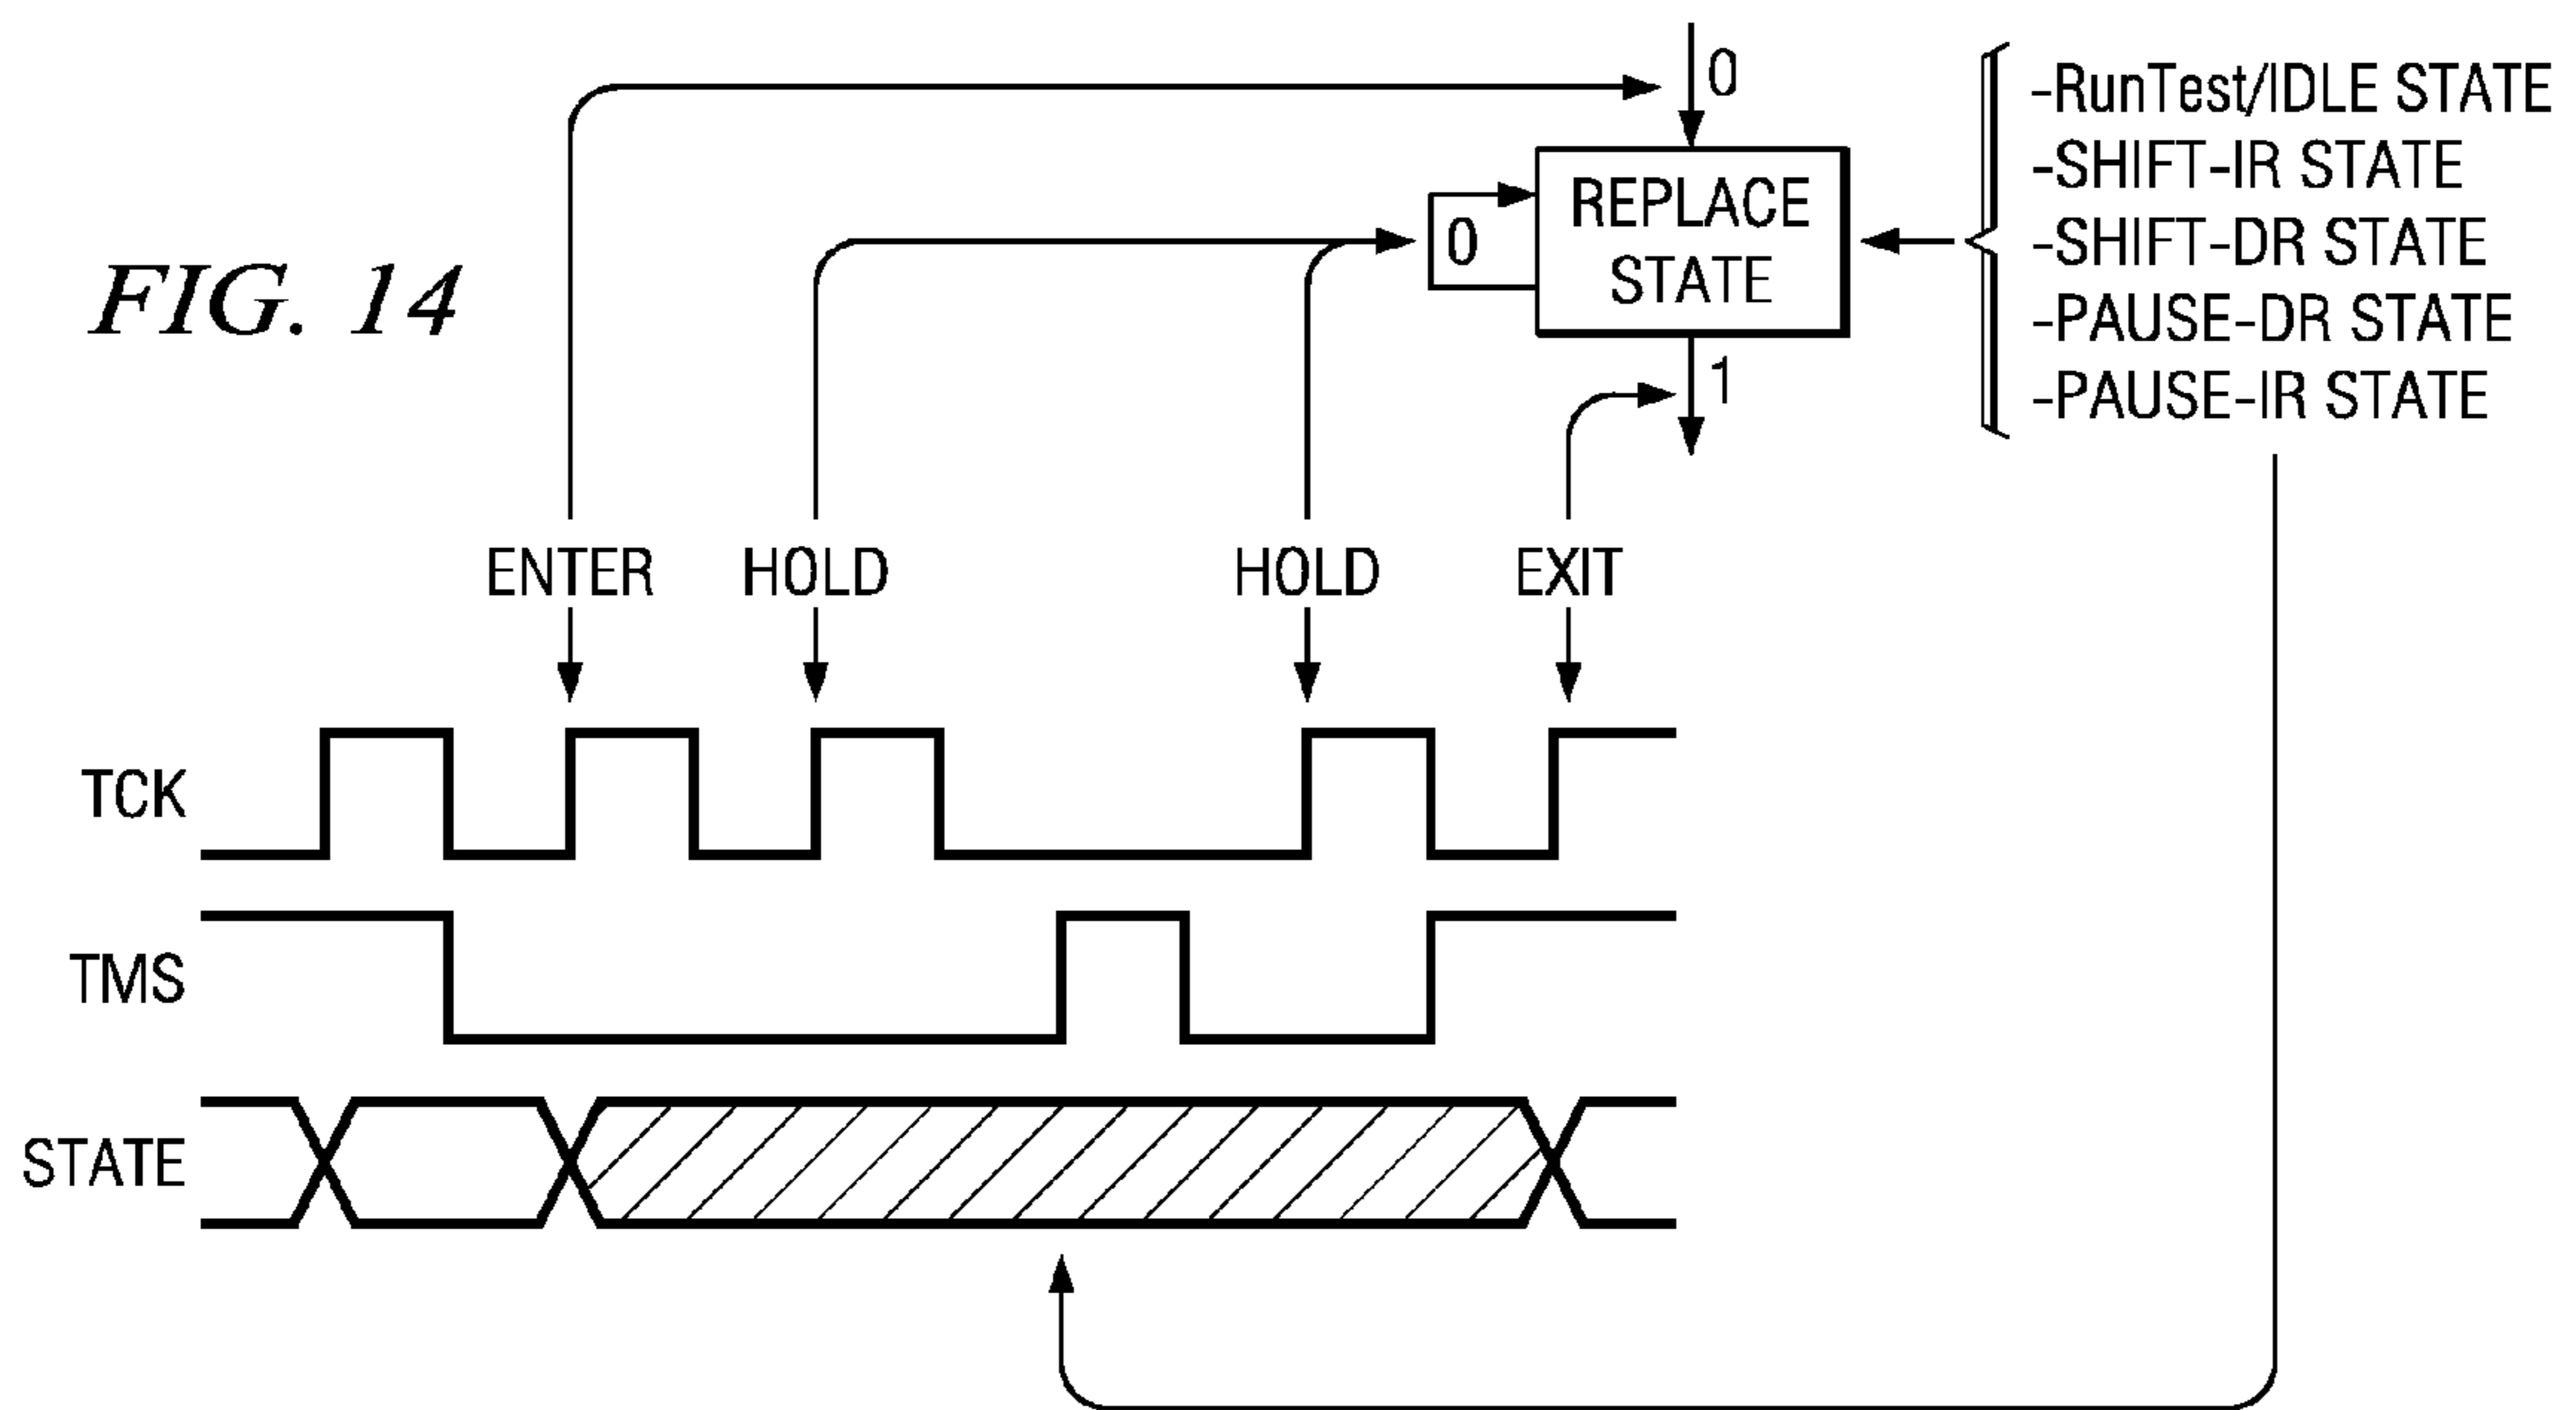 FIG. 14
0
0
REPLACE
STATE
1
-RunTest/IDLE STATE
-SHIFT-IR STATE
-SHIFT-DR STATE
-PAUSE-DR STATE
-PAUSE-IR STATE
ENTER HOLD HOLD EXIT
TCK
TMS
STATE